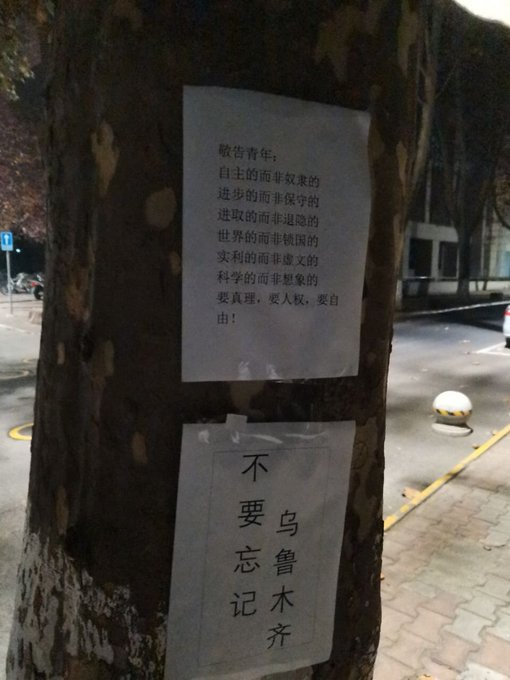 敬告青年：
自主的而非奴隶的
进步的而非保守的
进取的而非退隐的
世界的而非锁国的
实利的而非虚文的
科学的而非想象的
要真理，要人权，要自
由！
不要忘记
乌鲁木齐